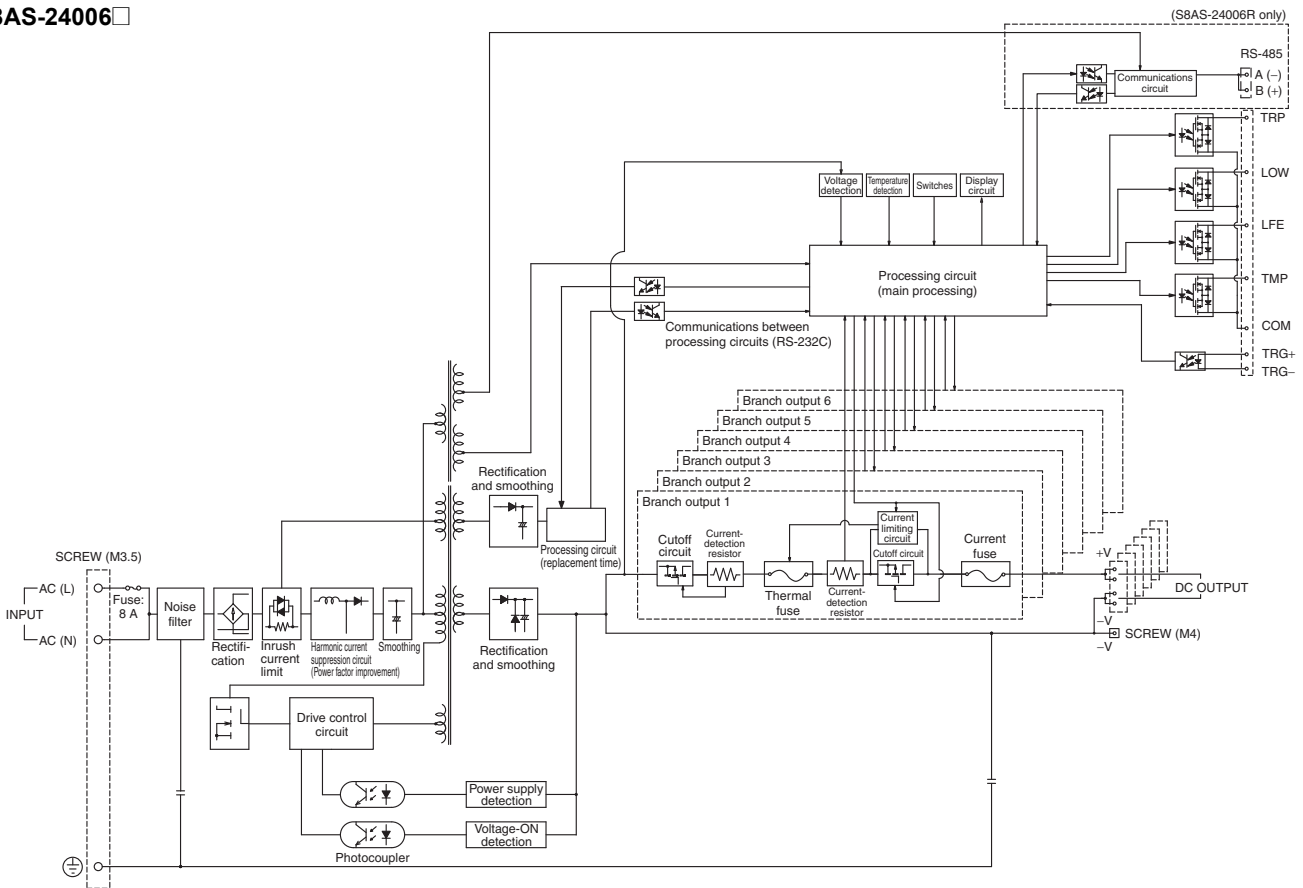 8AS-24006□
(S8AS-24006R only)
RS-485
A (−)
B (+)
Communications
circuit
TRP
LOW
LFE
TMP
COM
TRG+
TRG−
Voltage
detection
Temperature
detection
Switches
Display
circuit
Processing circuit
(main processing)
Communications between
processing circuits (RS-232C)
Branch output 6
Branch output 5
Branch output 4
Branch output 3
Branch output 2
Branch output 1
Rectification
and smoothing
Processing circuit
(replacement time)
Cutoff
circuit
Current-
detection
resistor
Thermal
fuse
Current-
detection
resistor
Current
limiting
circuit
Cutoff circuit
Current
fuse
+V
DC OUTPUT
−V
SCREW (M4)
−V
SCREW (M3.5)
INPUT
AC (L)
AC (N)
Fuse:
8 A
Noise
filter
Rectifi-
cation
Inrush
current
limit
Harmonic current
suppression circuit
(Power factor improvement)
Smoothing
Rectification
and smoothing
Drive control
circuit
Power supply
detection
Voltage-ON
detection
Photocoupler